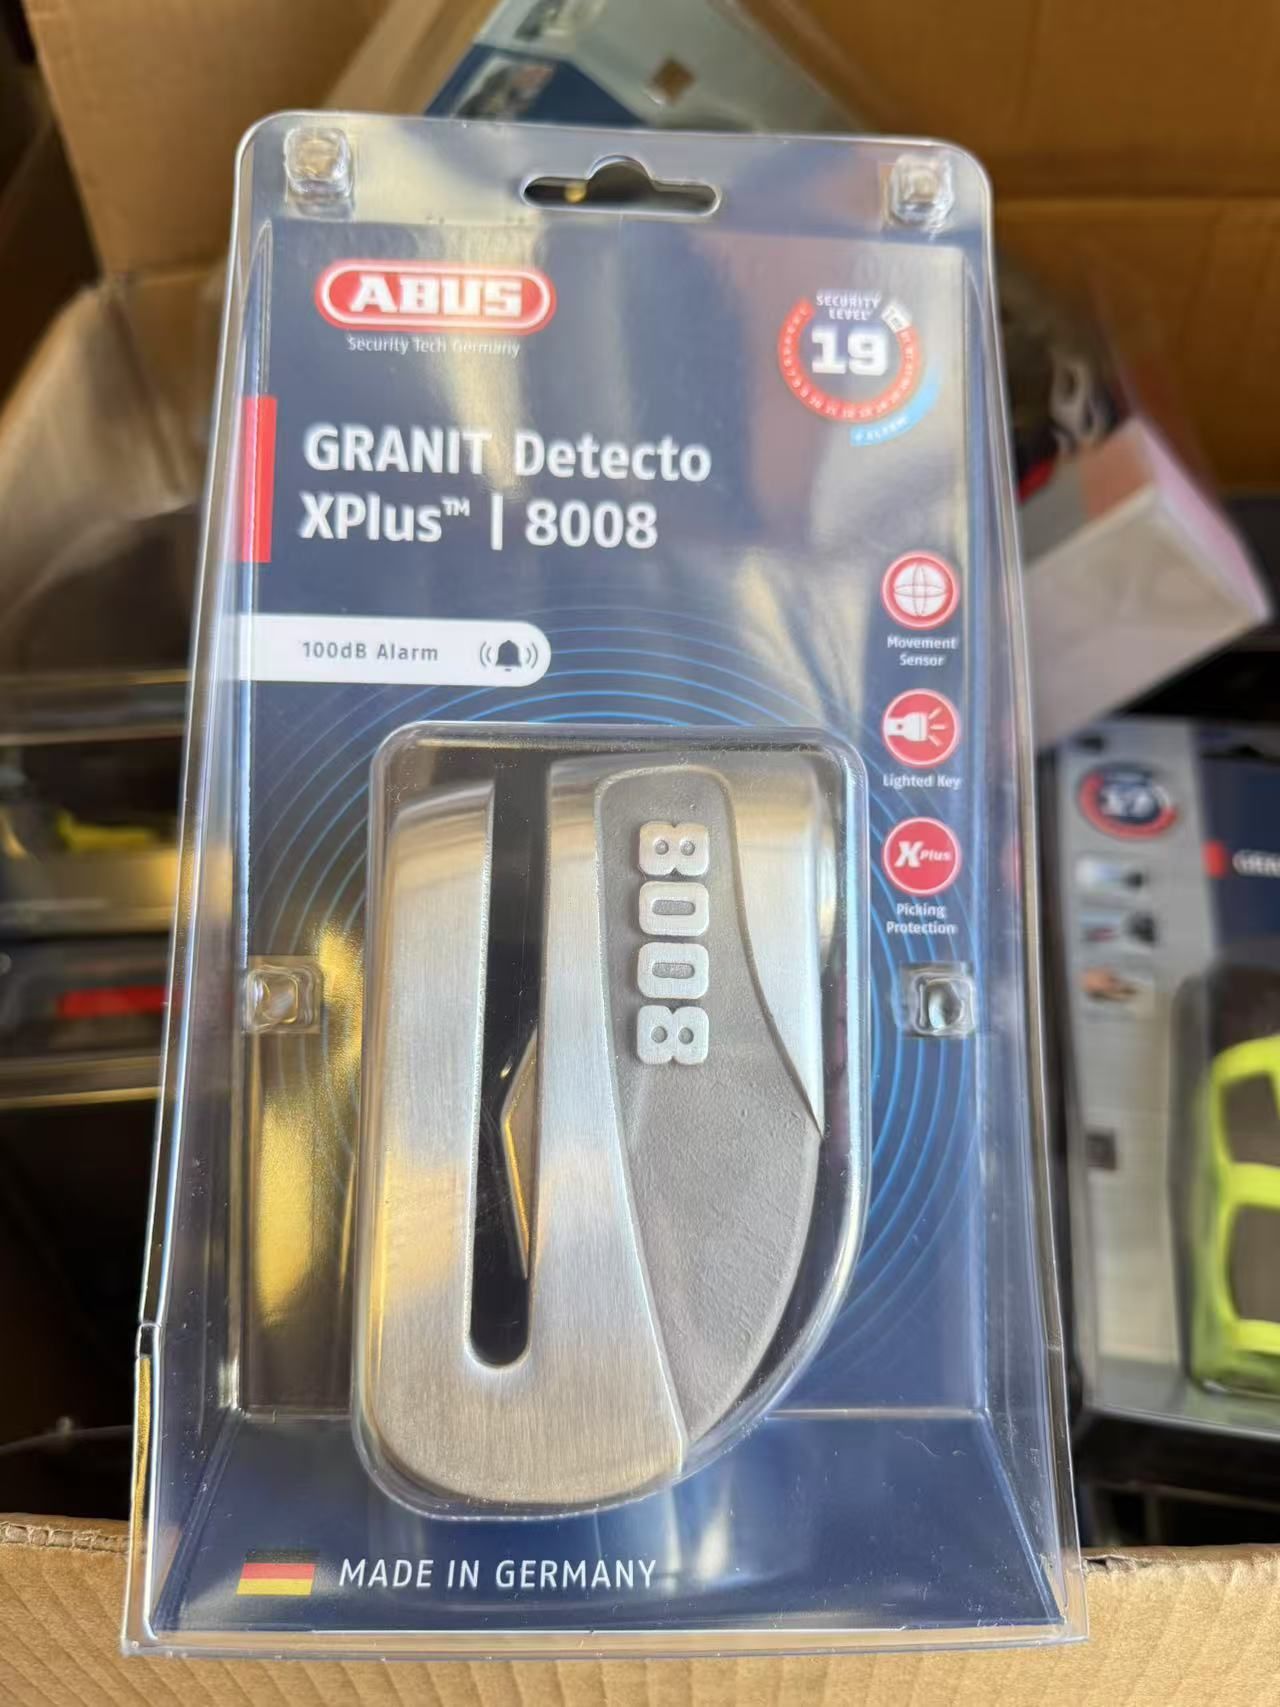 ABUS
Security Tech Germany
SECURITY
LEVEL
19
GRANIT Detecto
XPlus™ | 8008
100dB Alarm
Movement
Sensor
Lighted Key
XPlus
Picking
Protection
8008
MADE IN GERMANY